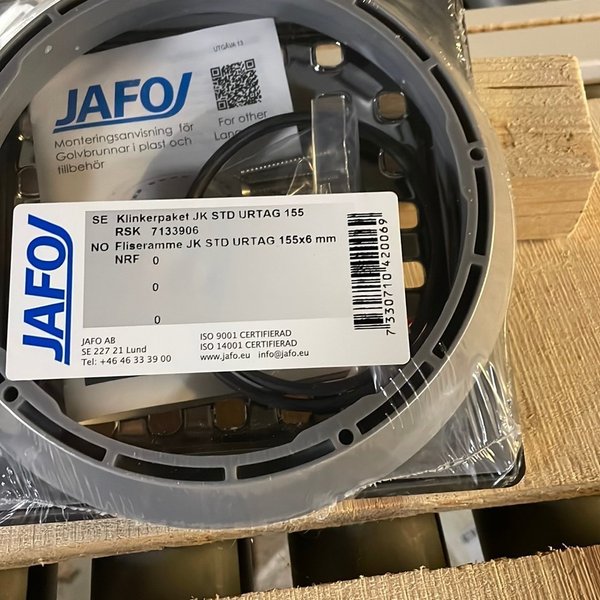 UTGÅVA 13
JAFO
Monteringsanvisning för
Golvbrunnar i plast och
tillbehör
For other
JAFO
SE Klinkerpaket JK STD URTAG 155
RSK 7133906
NO Fliseramme JK STD URTAG 155x6 mm
NRF 0
0
0
JAFO AB
SE 227 21 Lund
Tel: +46 46 33 39 00
ISO 9001 CERTIFIERAD
ISO 14001 CERTIFIERAD
www.jafo.eu info@jafo.eu
7330710420069